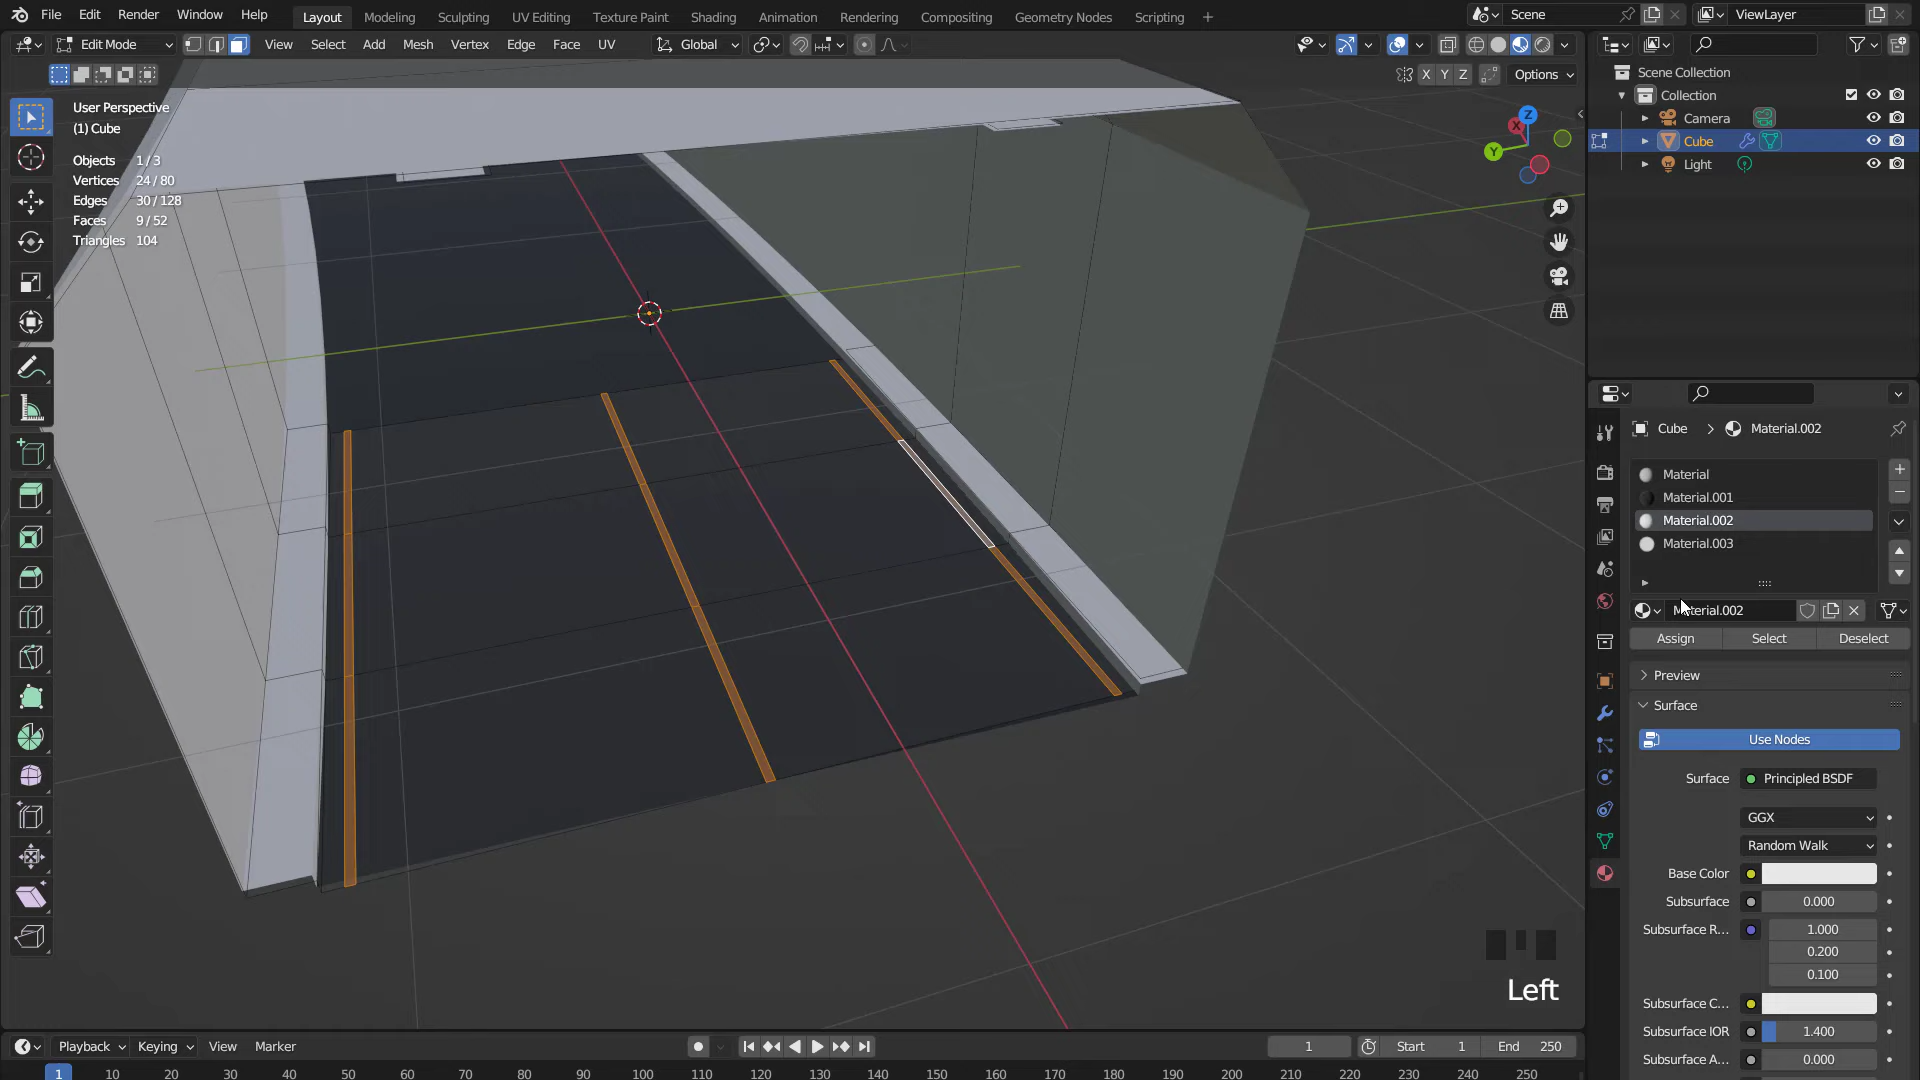 File Edit Render Window Help Layout Modeling Sculpting UV Editing Texture Paint Shading Animation Rendering Compositing Geometry Nodes Scripting + Scene ViewLayer
Edit Mode View Select Add Mesh Vertex Edge Face UV Global
X Y Z Options
User Perspective
(1) Cube
Objects 1 / 3
Vertices 24 / 80
Edges 30 / 128
Faces 9 / 52
Triangles 104
Z
X
Y
Left
Scene Collection
Collection
Camera
Cube
Light
Cube > Material.002
Material
Material.001
Material.002
Material.003
Assign Select Deselect
Preview
Surface
Use Nodes
Surface Principled BSDF
GGX
Random Walk
Base Color
Subsurface 0.000
Subsurface R... 1.000
0.200
0.100
Subsurface C...
Subsurface IOR 1.400
Subsurface A... 0.000
Playback Keying View Marker 1 Start 1 End 250
1 10 20 30 40 50 60 70 80 90 100 110 120 130 140 150 160 170 180 190 200 210 220 230 240 250